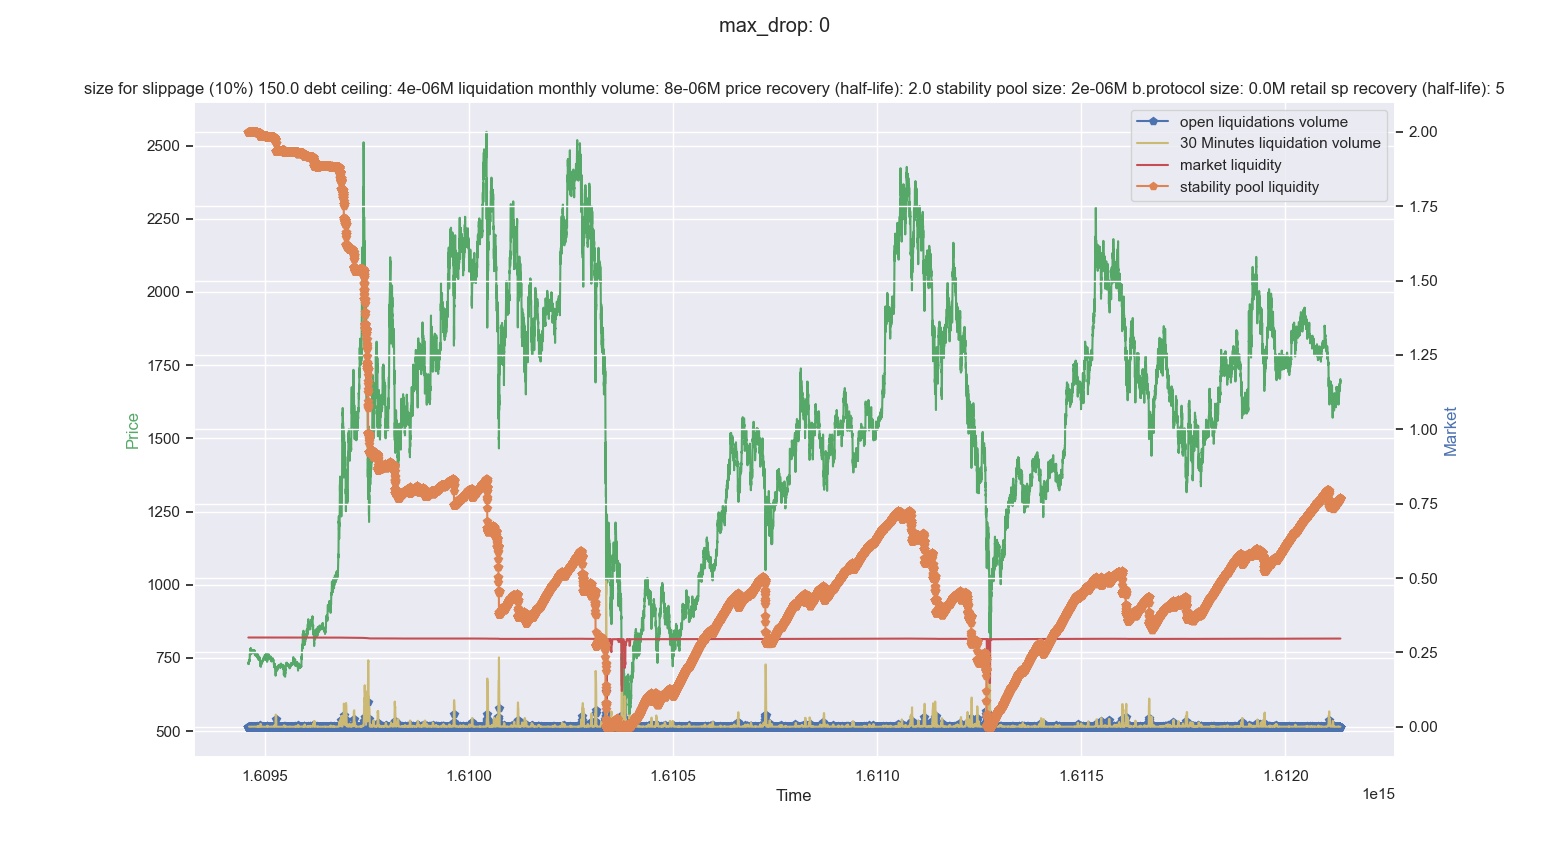 max_drop: 0
size for slippage (10%) 150.0 debt ceiling: 4e-06M liquidation monthly volume: 8e-06M price recovery (half-life): 2.0 stability pool size: 2e-06M b.protocol size: 0.0M retail sp recovery (half-life): 5
open liquidations volume
30 Minutes liquidation volume
market liquidity
stability pool liquidity
2500
2250
2000
1750
1500
1250
1000
750
500
Price
2.00
1.75
1.50
1.25
1.00
0.75
0.50
0.25
0.00
Market
1.6095 1.6100 1.6105 1.6110 1.6115 1.6120
Time
1e15